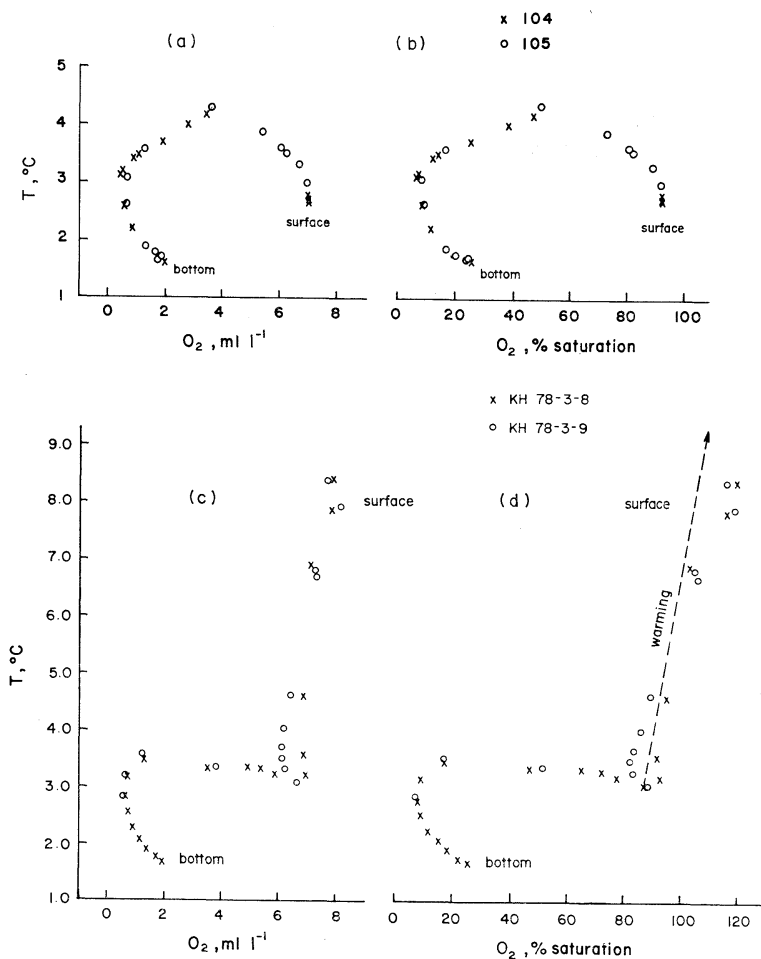 × 104
(a) (b) o 105
5
4
3
2
1
T, °C
surface
bottom
surface
bottom
0 2 4 6 8 0 20 40 60 80 100
O₂, ml l⁻¹ O₂, % saturation
× KH 78-3-8
o KH 78-3-9
9.0
8.0
7.0
6.0
5.0
4.0
3.0
2.0
1.0
T, °C
(c) surface (d) surface
warming
bottom bottom
0 2 4 6 8 0 20 40 60 80 100 120
O₂, ml l⁻¹ O₂, % saturation